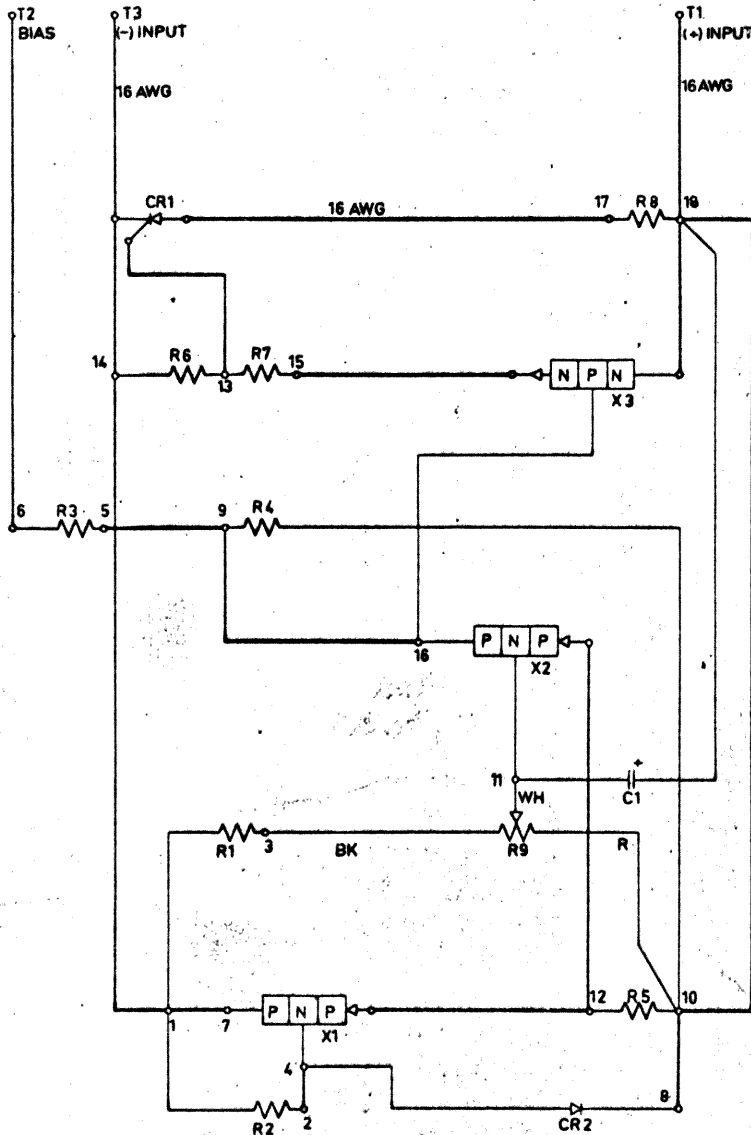 T2 T3 T1
BIAS (-) INPUT (+) INPUT
16 AWG 16 AWG
CR1 16 AWG 17 R8 18
14 R6 13 R7 15 N P N
X3
6 R3 5 9 R4
16 P N P
X2
11 WH + C1
R1 3 BK R9 R
1 7 P N P 12 R5 10
X1
4
R2 2 CR2 8